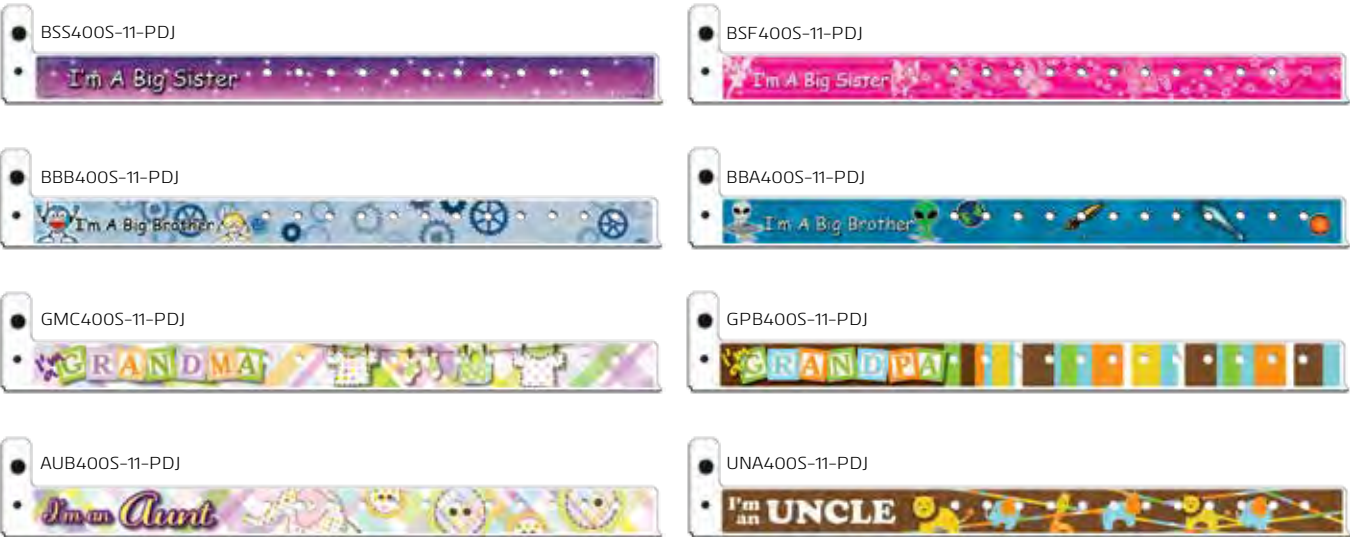 BSS400S-11-PDJ
I'm A Big Sister
BSF400S-11-PDJ
I'm A Big Sister
BBB400S-11-PDJ
I'm A Big Brother
BBA400S-11-PDJ
I'm A Big Brother
GMC400S-11-PDJ
GRANDMA
GPB400S-11-PDJ
GRANDPA
AUB400S-11-PDJ
I'm an Aunt
UNA400S-11-PDJ
I'm
an UNCLE